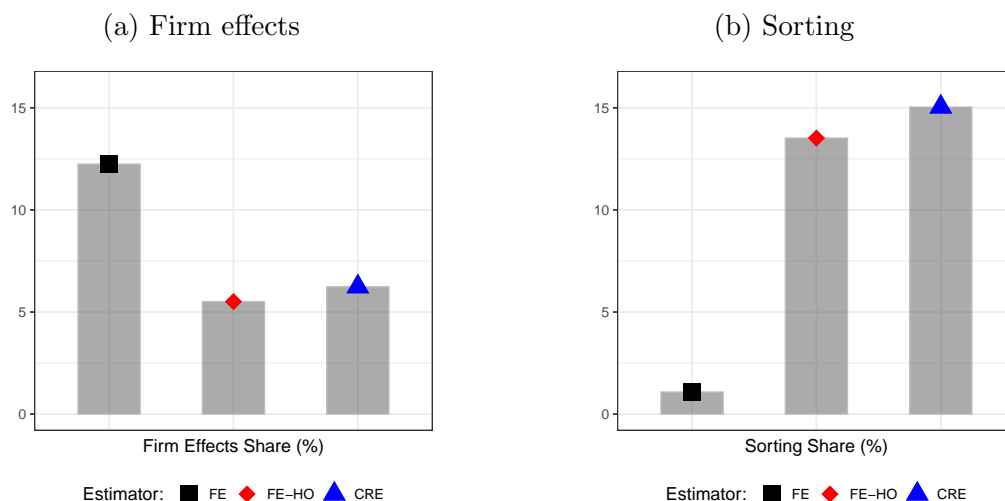 (a) Firm effects
15
10
5
0
Firm Effects Share (%)
Estimator: FE FE−HO CRE
(b) Sorting
15
10
5
0
Sorting Share (%)
Estimator: FE FE−HO CRE